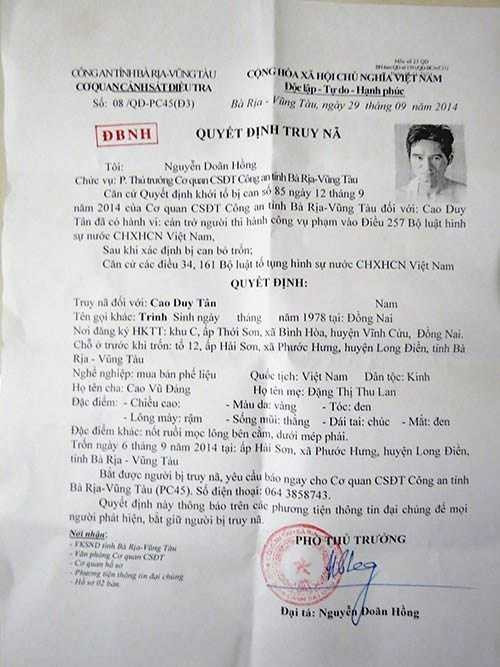 Mẫu số 23 QĐ
CÔNG AN TỈNH BÀ RỊA-VŨNG TÀU
CƠ QUAN CẢNH SÁT ĐIỀU TRA
Số: 08 /QD-PC45(Đ3)
CỘNG HÒA XÃ HỘI CHỦ NGHĨA VIỆT NAM
Độc lập - Tự do - Hạnh phúc
Bà Rịa - Vũng Tàu, ngày 29 tháng 09 năm 2014
ĐBNH
QUYẾT ĐỊNH TRUY NÃ
Tôi: Nguyễn Doãn Hồng
Chức vụ: P. Thủ trưởng Cơ quan CSĐT Công an tỉnh Bà Rịa-Vũng Tàu
Căn cứ Quyết định khởi tố bị can số 85 ngày 12 tháng 9
năm 2014 của Cơ quan CSĐT Công an tỉnh Bà Rịa-Vũng Tàu đối với: Cao Duy
Tân đã có hành vi: cản trở người thi hành công vụ phạm vào Điều 257 Bộ luật hình
sự nước CHXHCN Việt Nam,
Sau khi xác định bị can bỏ trốn;
Căn cứ các điều 34, 161 Bộ luật tố tụng hình sự nước CHXHCN Việt Nam
QUYẾT ĐỊNH:
Truy nã đối với: Cao Duy Tân Nam
Tên gọi khác: Trinh Sinh ngày tháng năm 1978 tại: Đồng Nai
Nơi đăng ký HKTT: khu C, ấp Thới Sơn, xã Bình Hòa, huyện Vĩnh Cửu, Đồng Nai.
Chỗ ở trước khi trốn: tổ 12, ấp Hải Sơn, xã Phước Hưng, huyện Long Điền, tỉnh Bà
Rịa - Vũng Tàu
Nghề nghiệp: mua bán phế liệu Quốc tịch: Việt Nam Dân tộc: Kinh
Họ tên cha: Cao Vũ Đảng Họ tên mẹ: Đặng Thị Thu Lan
Đặc điểm: - Chiều cao: - Màu da: vàng - Tóc: đen
- Lông mày: rậm - Sống mũi: thẳng - Dái tai: chúc - Mắt: đen
Đặc điểm khác: nốt ruồi mọc lông bên cằm, dưới mép phải.
Trốn ngày 6 tháng 9 năm 2014 tại: ấp Hải Sơn, xã Phước Hưng, huyện Long Điền,
tỉnh Bà Rịa - Vũng Tàu
Bắt được người bị truy nã, yêu cầu báo ngay cho Cơ quan CSĐT Công an tỉnh
Bà Rịa-Vũng Tàu (PC45). Số điện thoại: 064 3858743.
Quyết định này thông báo trên các phương tiện thông tin đại chúng để mọi
người phát hiện, bắt giữ người bị truy nã.
Nơi nhận:
- VKSND tỉnh Bà Rịa-Vũng Tàu
- Văn phòng Cơ quan CSĐT
- Cơ quan hồ sơ
- Phương tiện thông tin đại chúng
- Hồ sơ 02 bản.
PHÓ THỦ TRƯỞNG
Đại tá: Nguyễn Doãn Hồng